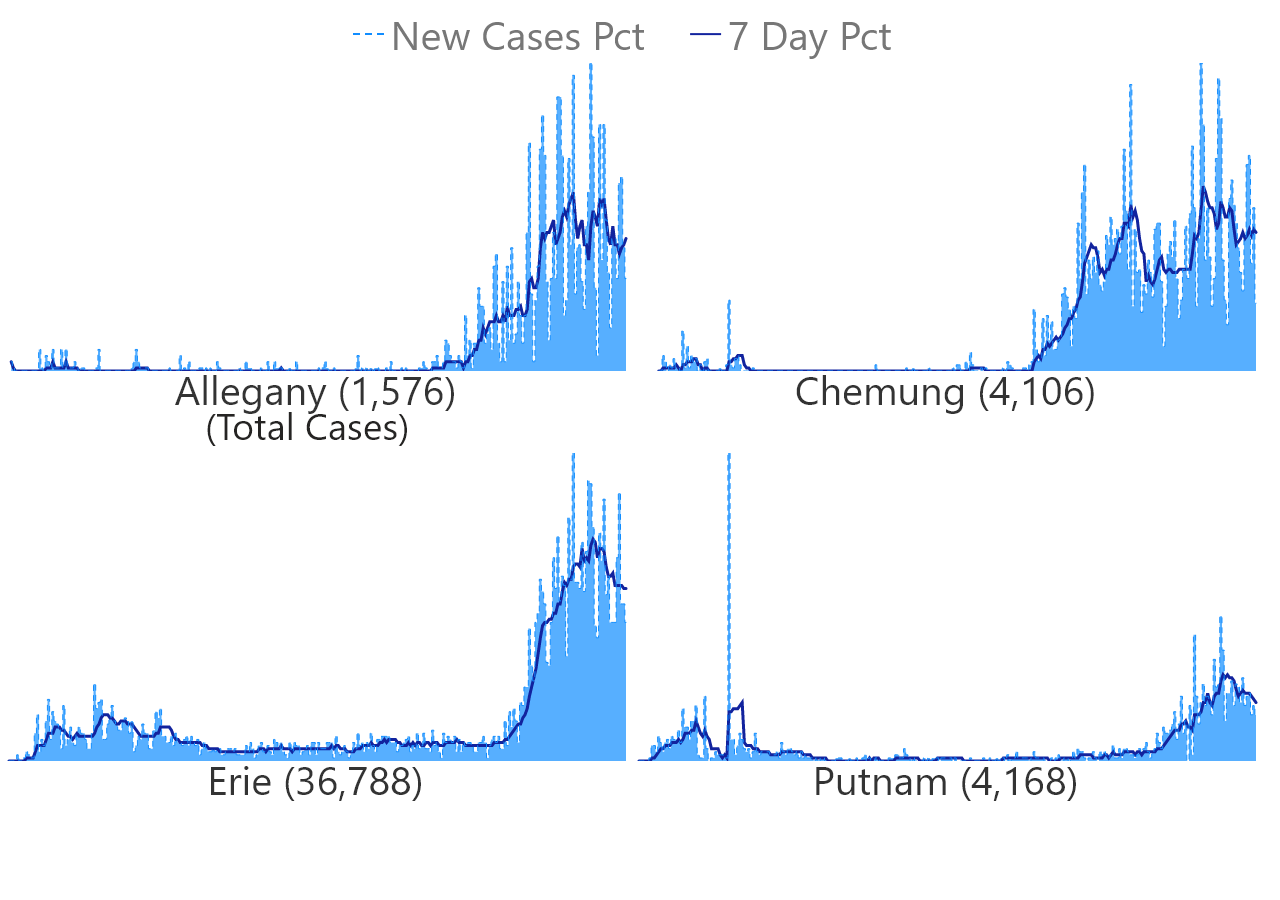 New Cases Pct 7 Day Pct
Allegany (1,576)
(Total Cases)
Chemung (4,106)
Erie (36,788)
Putnam (4,168)